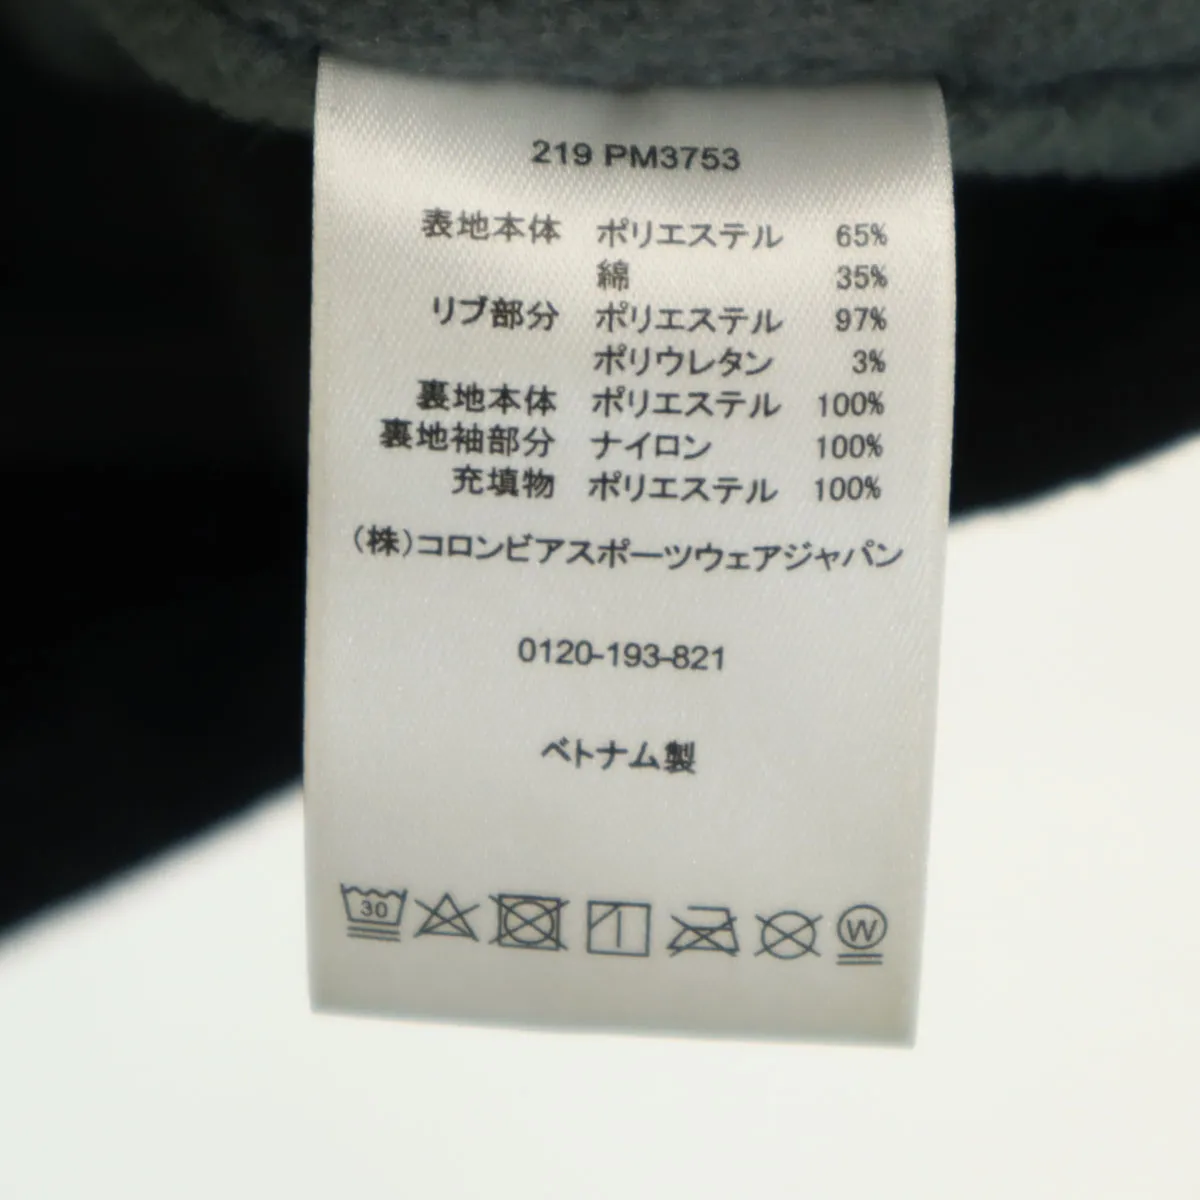 219 PM3753
表地本体 ポリエステル 65%
綿 35%
リブ部分 ポリエステル 97%
ポリウレタン 3%
裏地本体 ポリエステル 100%
裏地袖部分 ナイロン 100%
充填物 ポリエステル 100%
(株)コロンビアスポーツウェアジャパン
0120-193-821
ベトナム製
30 W